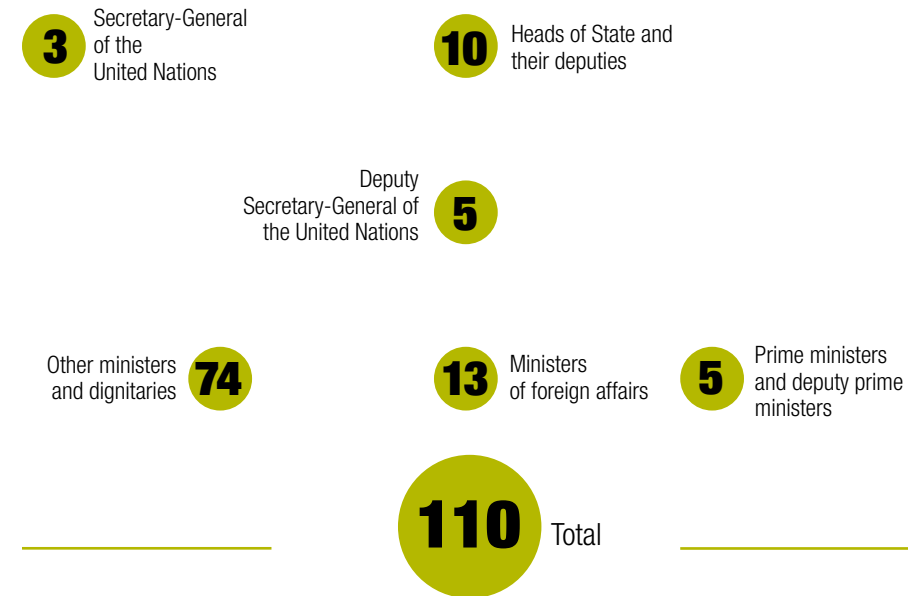 3
Secretary-General
of the
United Nations
10
Heads of State and
their deputies
Deputy
Secretary-General of
the United Nations
5
Other ministers
and dignitaries
74
13
Ministers
of foreign affairs
5
Prime ministers
and deputy prime
ministers
110
Total